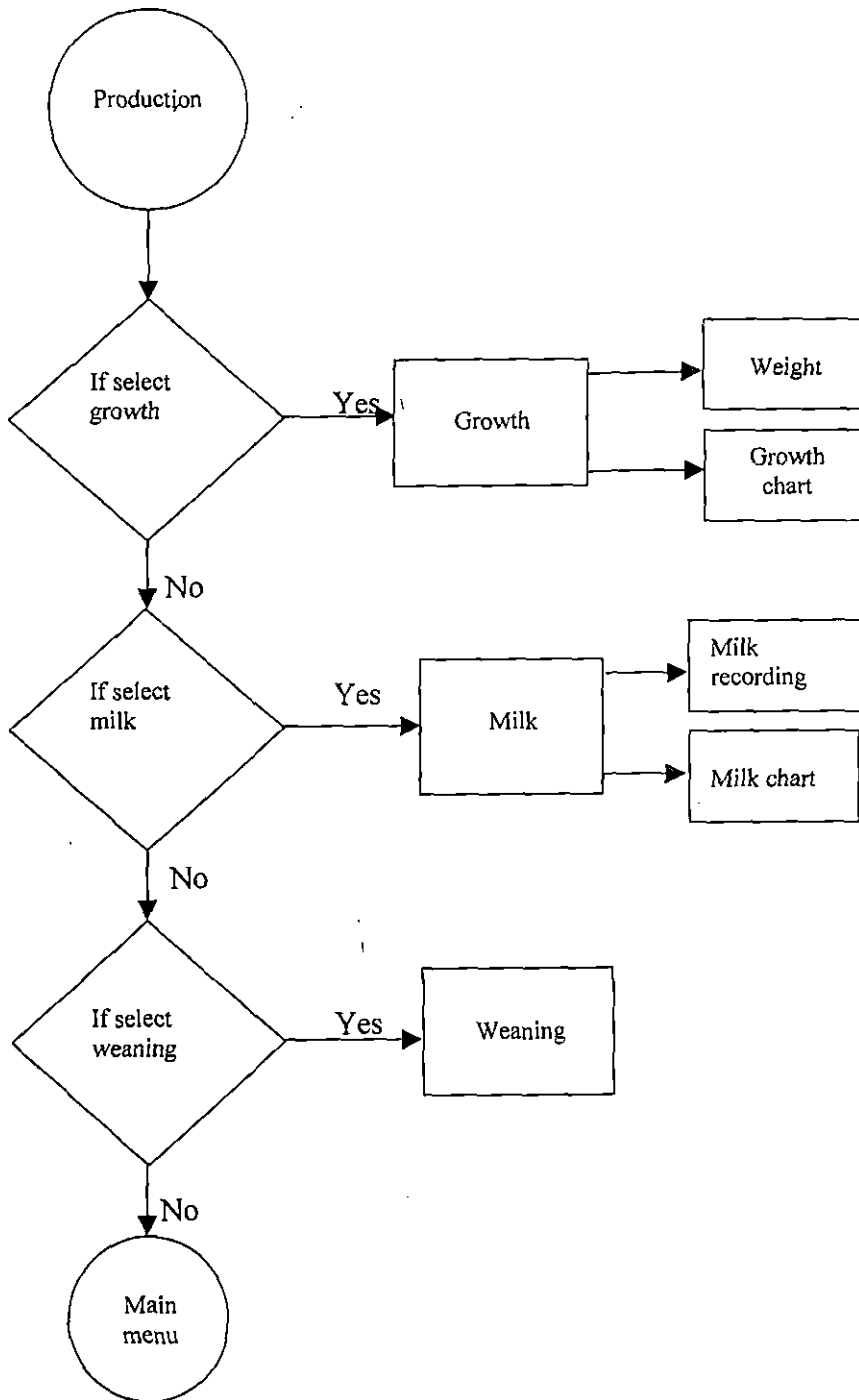 Production
If select
growth
Yes
Growth
Weight
Growth
chart
No
If select
milk
Yes
Milk
Milk
recording
Milk chart
No
If select
weaning
Yes
Weaning
No
Main
menu